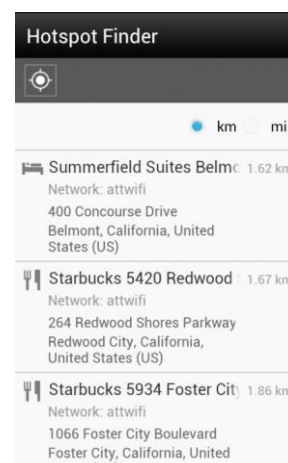 Hotspot Finder
km mi
Summerfield Suites Belmo 1.62 km
Network: attwifi
400 Concourse Drive
Belmont, California, United
States (US)
Starbucks 5420 Redwood 1.67 km
Network: attwifi
264 Redwood Shores Parkway
Redwood City, California,
United States (US)
Starbucks 5934 Foster City 1.86 km
Network: attwifi
1066 Foster City Boulevard
Foster City, California, United